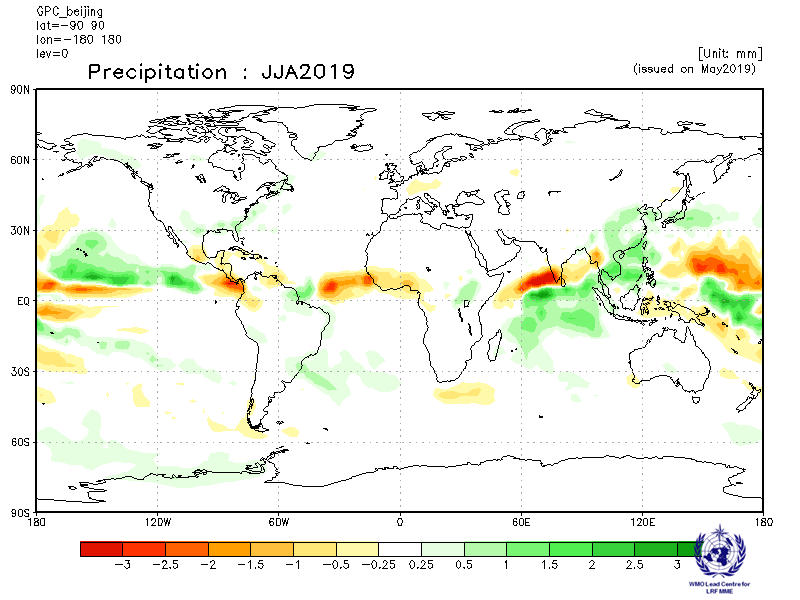 GPC_beijing
lat=-90 90
lon=-180 180
lev=0
[Unit: mm]
Precipitation : JJA2019
(issued on May2019)
90N
60N
30N
EQ
30S
60S
90S
180 120W 60W 0 60E 120E 180
-3 -2.5 -2 -1.5 -1 -0.5 -0.25 0.25 0.5 1 1.5 2 2.5 3
WMO Lead Centre for
LRF MME